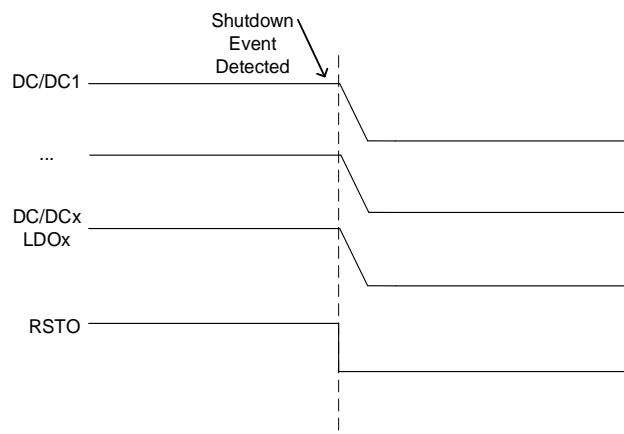 Shutdown
Event
Detected
DC/DC1
...
DC/DCx
LDOx
RSTO